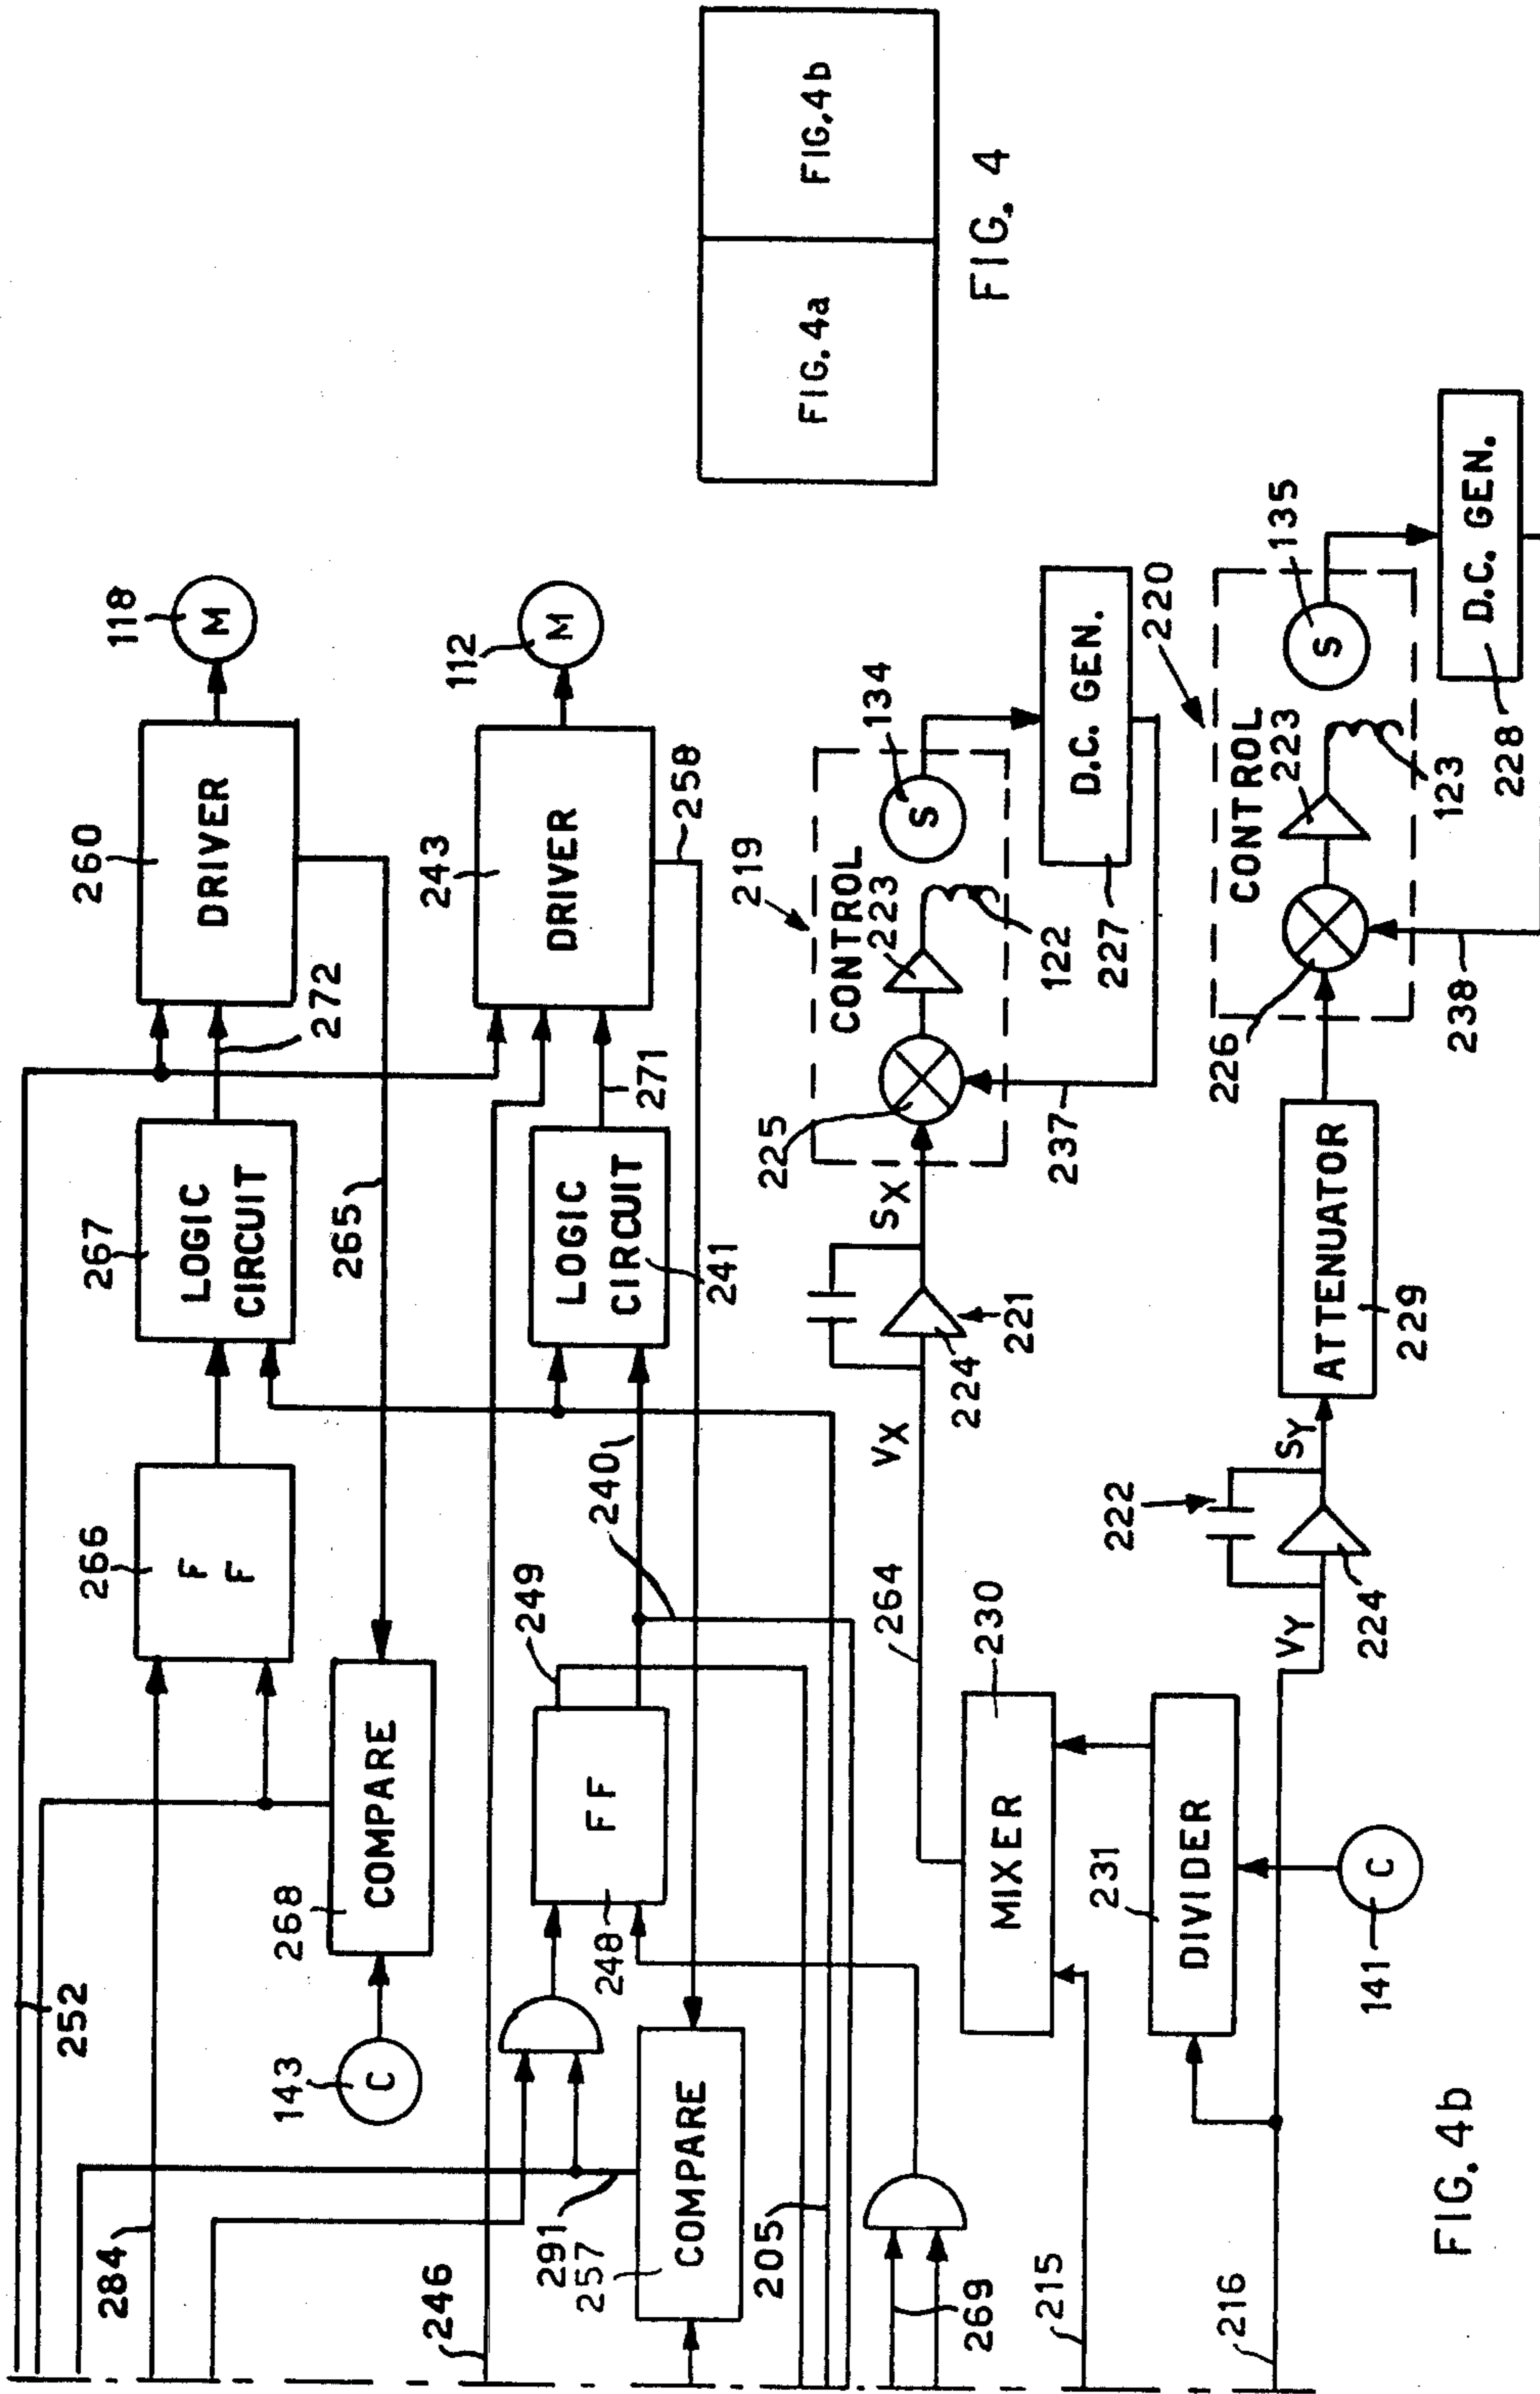 118
M
260
DRIVER
272
267
LOGIC
CIRCUIT
265
266
F
F
268
COMPARE
252
143
C
284
112
M
243
DRIVER
258
271
LOGIC
CIRCUIT
241
240
249
FF
248
246
291
257
COMPARE
205
269
FIG. 4a
FIG. 4b
FIG. 4
219
CONTROL
134
S
223
122
225
D.C. GEN.
227
237
SX
221
224
VX
264
230
MIXER
215
220
CONTROL
135
S
223
123
226
D.C. GEN.
228
238
ATTENUATOR
229
SY
222
224
VY
231
DIVIDER
141
C
216
FIG. 4b